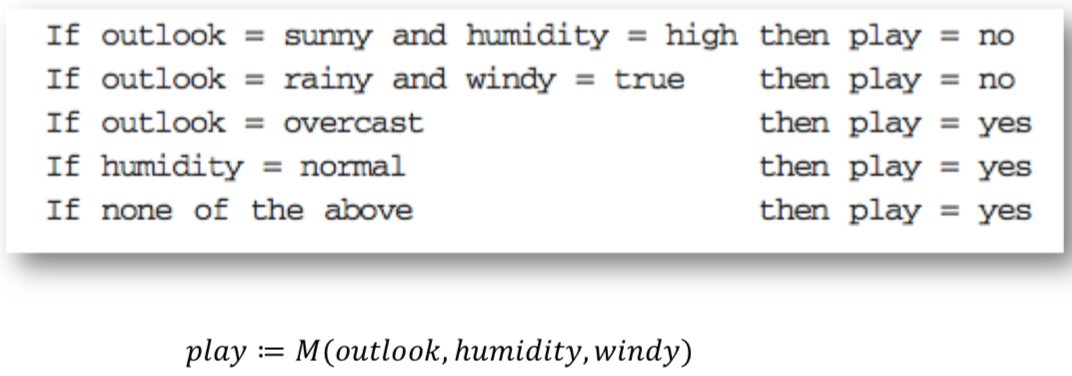 If outlook = sunny and humidity = high then play = no
If outlook = rainy and windy = true then play = no
If outlook = overcast then play = yes
If humidity = normal then play = yes
If none of the above then play = yes
play ≔ M(outlook, humidity, windy)